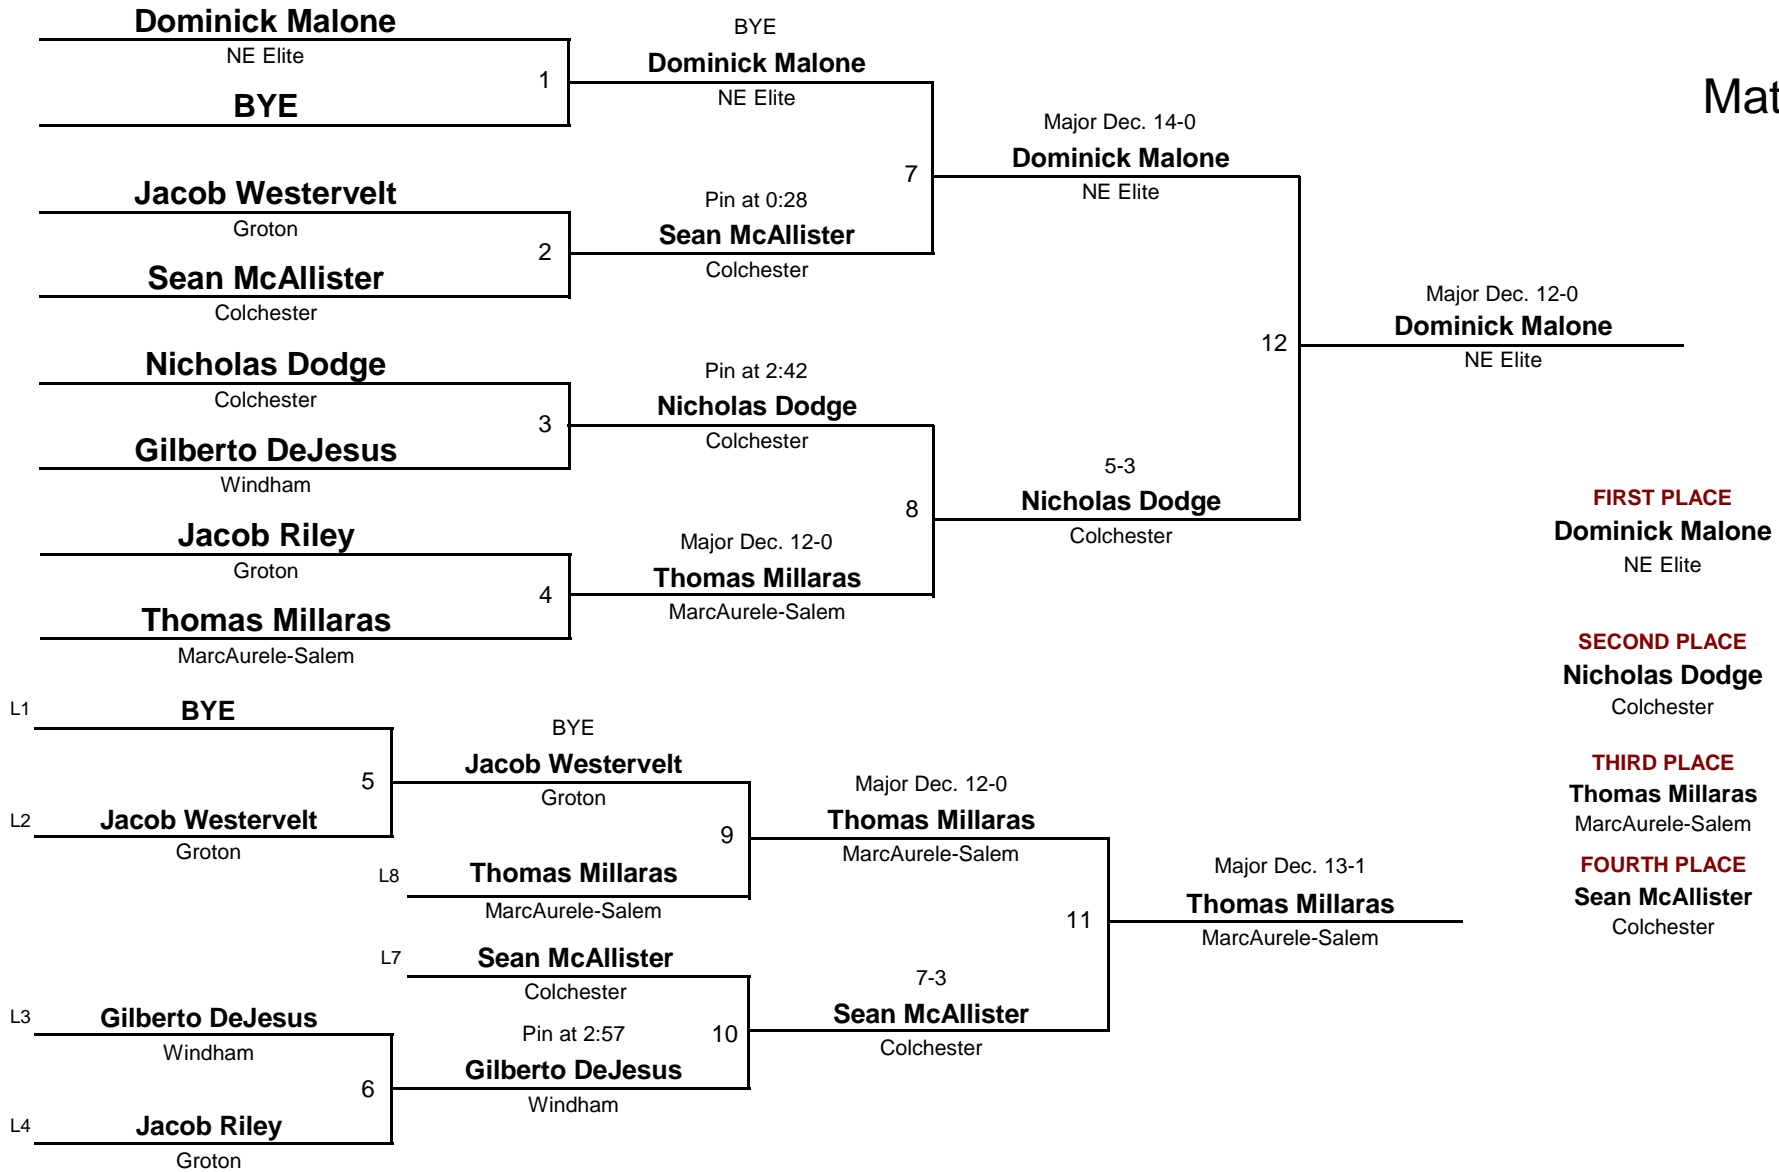 Dominick Malone
NE Elite
1
BYE
BYE
Dominick Malone
NE Elite
Mat
Jacob Westervelt
Groton
2
Sean McAllister
Colchester
Pin at 0:28
Sean McAllister
Colchester
7
Major Dec. 14-0
Dominick Malone
NE Elite
Nicholas Dodge
Colchester
3
Gilberto DeJesus
Windham
Pin at 2:42
Nicholas Dodge
Colchester
Jacob Riley
Groton
4
Thomas Millaras
MarcAurele-Salem
Major Dec. 12-0
Thomas Millaras
MarcAurele-Salem
8
5-3
Nicholas Dodge
Colchester
12
Major Dec. 12-0
Dominick Malone
NE Elite
FIRST PLACE
Dominick Malone
NE Elite
SECOND PLACE
Nicholas Dodge
Colchester
THIRD PLACE
Thomas Millaras
MarcAurele-Salem
FOURTH PLACE
Sean McAllister
Colchester
L1
BYE
5
L2
Jacob Westervelt
Groton
BYE
Jacob Westervelt
Groton
9
L8
Thomas Millaras
MarcAurele-Salem
Major Dec. 12-0
Thomas Millaras
MarcAurele-Salem
L7
Sean McAllister
Colchester
10
L3
Gilberto DeJesus
Windham
6
L4
Jacob Riley
Groton
Pin at 2:57
Gilberto DeJesus
Windham
7-3
Sean McAllister
Colchester
11
Major Dec. 13-1
Thomas Millaras
MarcAurele-Salem